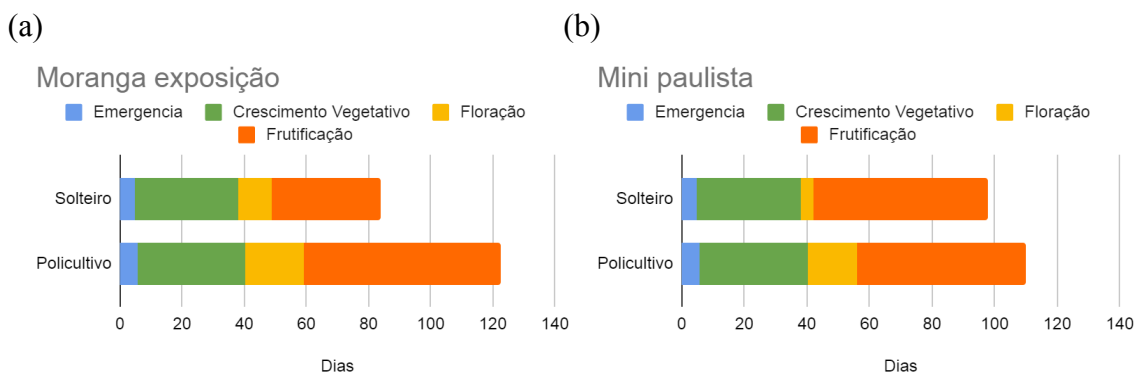 (a)
Moranga exposição
Emergencia Crescimento Vegetativo Floração
Frutificação
Solteiro
Policultivo
0 20 40 60 80 100 120 140
Dias
(b)
Mini paulista
Emergencia Crescimento Vegetativo Floração
Frutificação
Solteiro
Policultivo
0 20 40 60 80 100 120 140
Dias